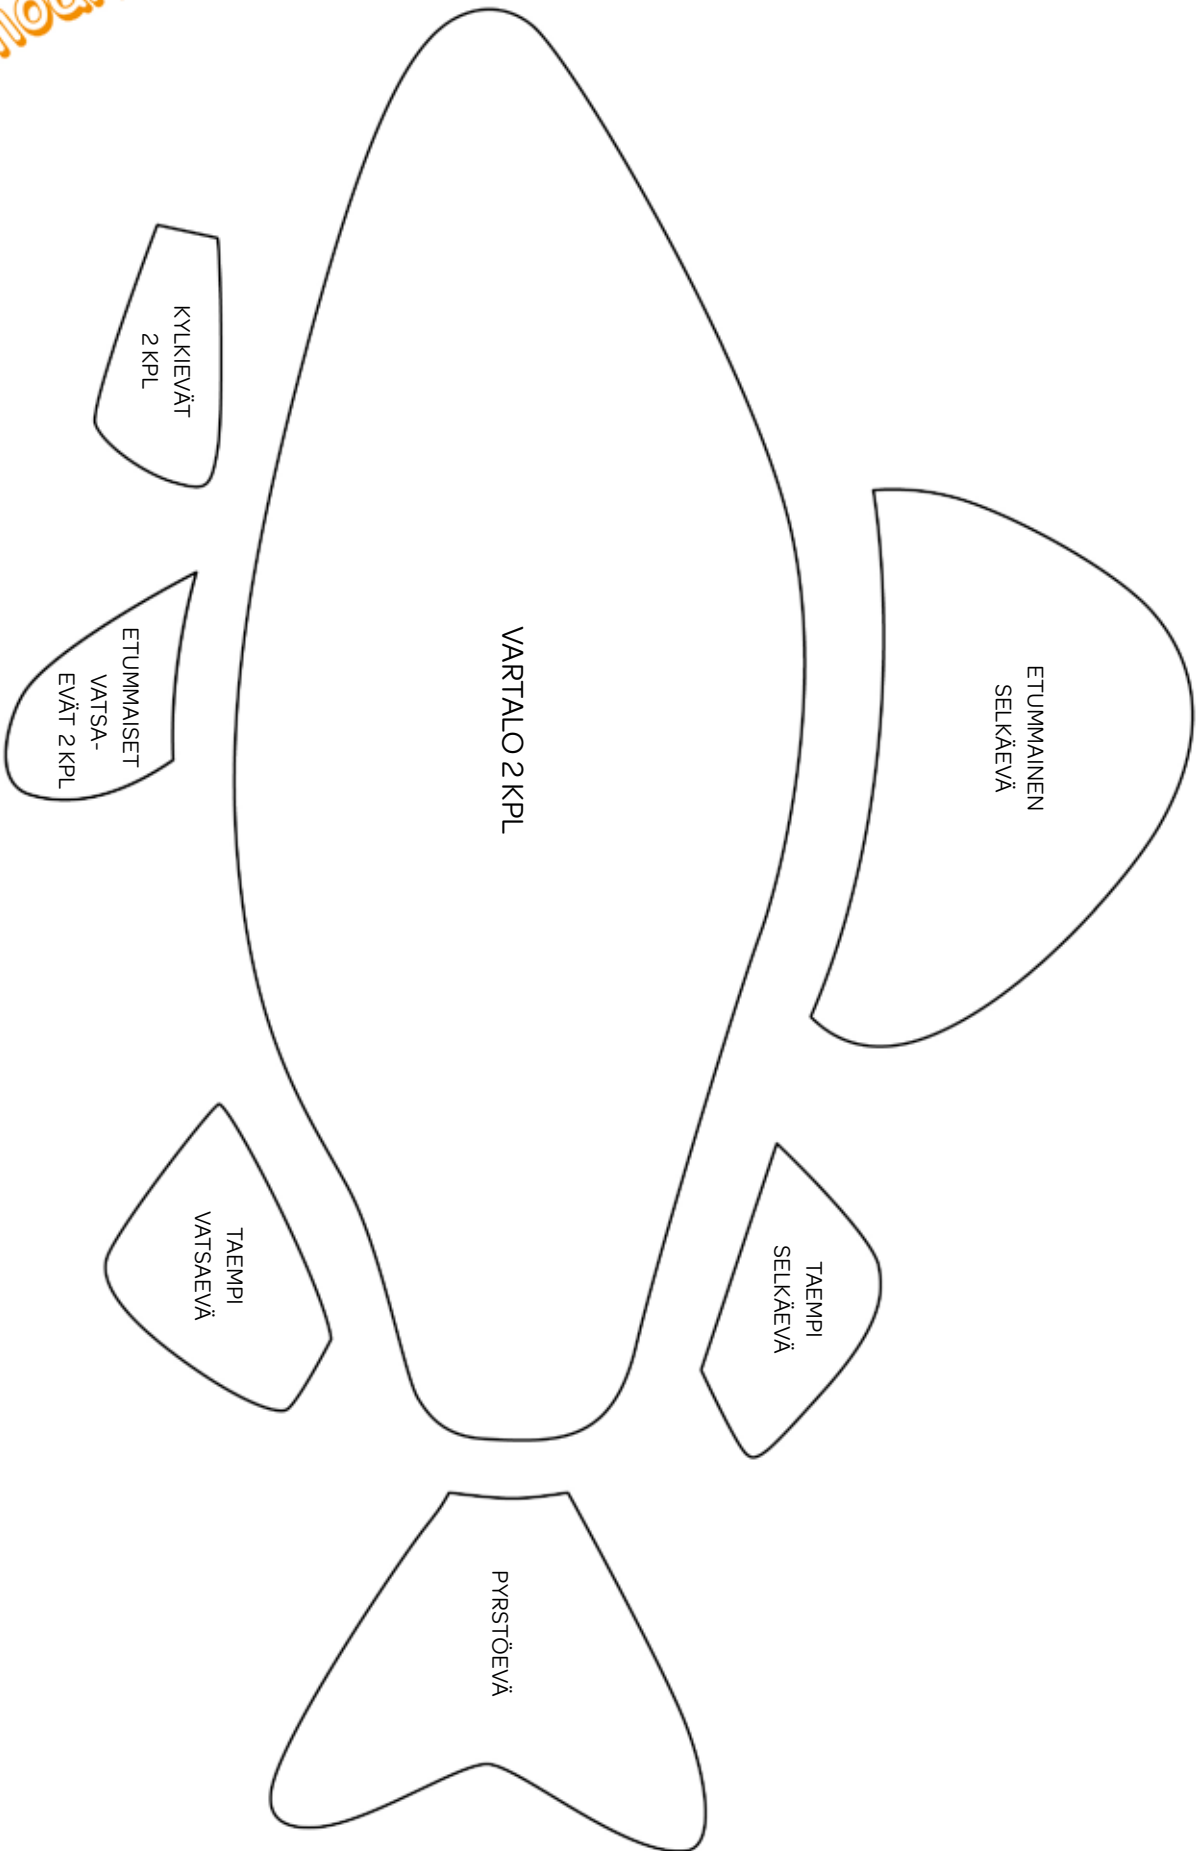 KYLKIEVÄT
2 KPL
ETUMMAISET
VATSA-
EVÄT 2 KPL
VARTALO 2 KPL
ETUMMAINEN
SELKÄEVÄ
TAEMPI
VATSAEVÄ
TAEMPI
SELKÄEVÄ
PYRSTÖEVÄ